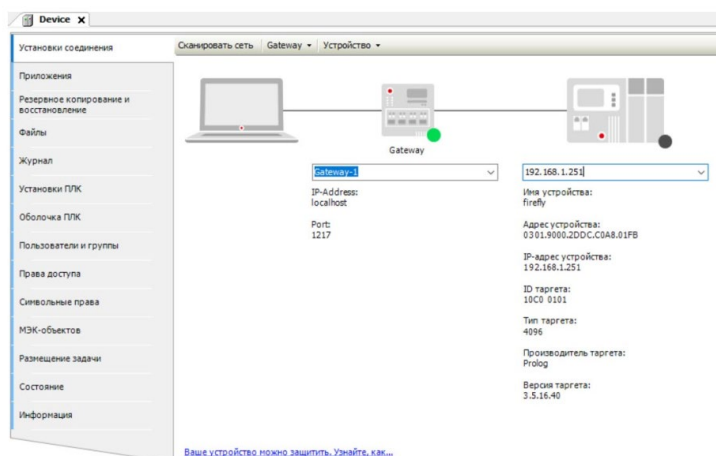 Device
Установки соединения
Сканировать сеть Gateway Устройство
Приложения
Резервное копирование и
восстановление
Файлы
Журнал
Установки ПЛК
Оболочка ПЛК
Пользователи и группы
Права доступа
Символьные права
МЭК-объектов
Размещение задачи
Состояние
Информация
Gateway
Gateway-1
IP-Address:
localhost
Port:
1217
192.168.1.251
Имя устройства:
firefly
Адрес устройства:
0301.9000.2DDC.C0A8.01FB
IP-адрес устройства:
192.168.1.251
ID таргета:
10C0 0101
Тип таргета:
4096
Производитель таргета:
Prolog
Версия таргета:
3.5.16.40
Ваше устройство можно защитить. Узнайте, как...